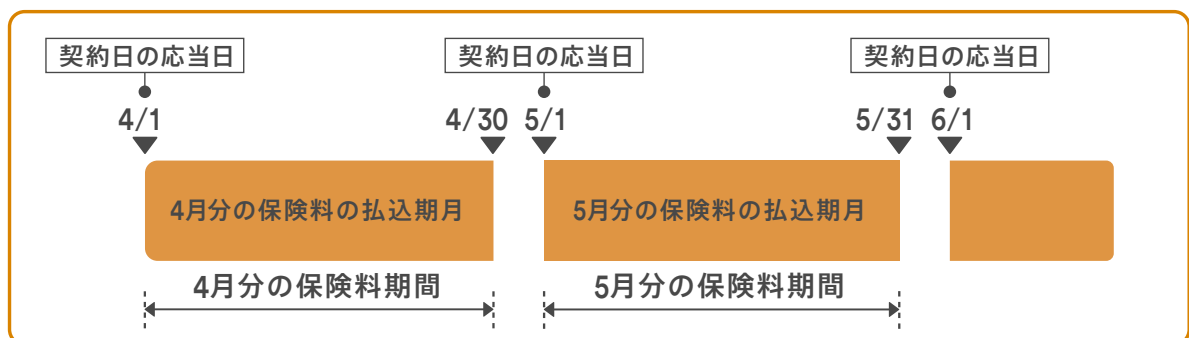 契約日の応当日 契約日の応当日 契約日の応当日
4/1 4/30 5/1 5/31 6/1
4月分の保険料の払込期月 5月分の保険料の払込期月
4月分の保険料期間 5月分の保険料期間